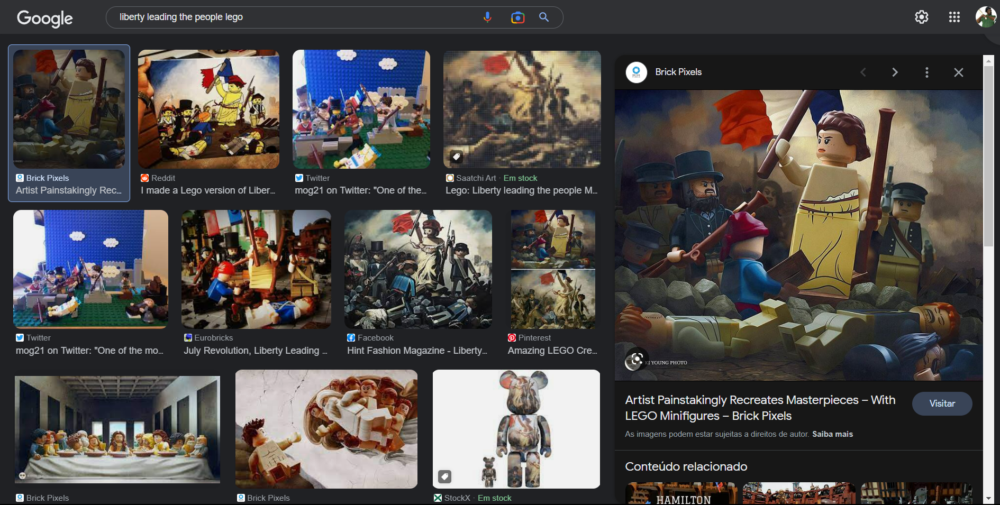 Google
liberty leading the people lego
Brick Pixels
Artist Painstakingly Rec...
Reddit
I made a Lego version of Liber...
Twitter
mog21 on Twitter: "One of the...
Saatchi Art · Em stock
Lego: Liberty leading the people M...
Twitter
mog21 on Twitter: "One of the mo...
Eurobricks
July Revolution, Liberty Leading ...
Facebook
Hint Fashion Magazine - Liberty...
Pinterest
Amazing LEGO Cre...
Brick Pixels
Brick Pixels
StockX · Em stock
Brick Pixels
KI YOUNG PHOTO
Artist Painstakingly Recreates Masterpieces – With
LEGO Minifigures – Brick Pixels
Visitar
As imagens podem estar sujeitas a direitos de autor. Saiba mais
Conteúdo relacionado
HAMILTON